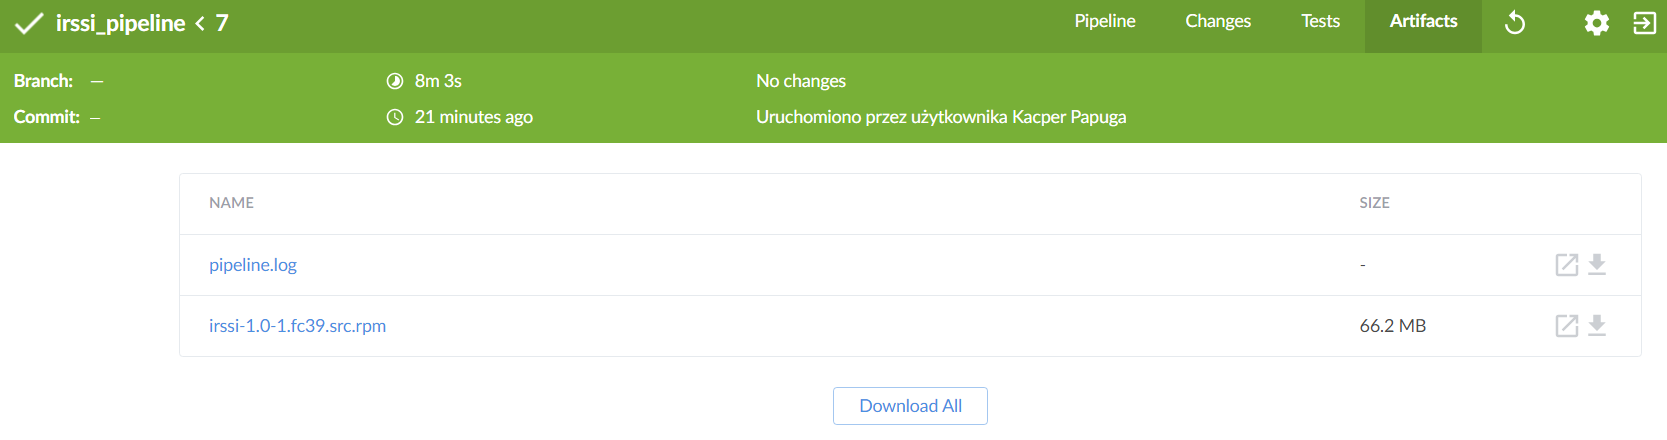 irssi_pipeline < 7 Pipeline Changes Tests Artifacts
Branch: — 8m 3s No changes
Commit: — 21 minutes ago Uruchomiono przez użytkownika Kacper Papuga
NAME SIZE
pipeline.log -
irssi-1.0-1.fc39.src.rpm 66.2 MB
Download All